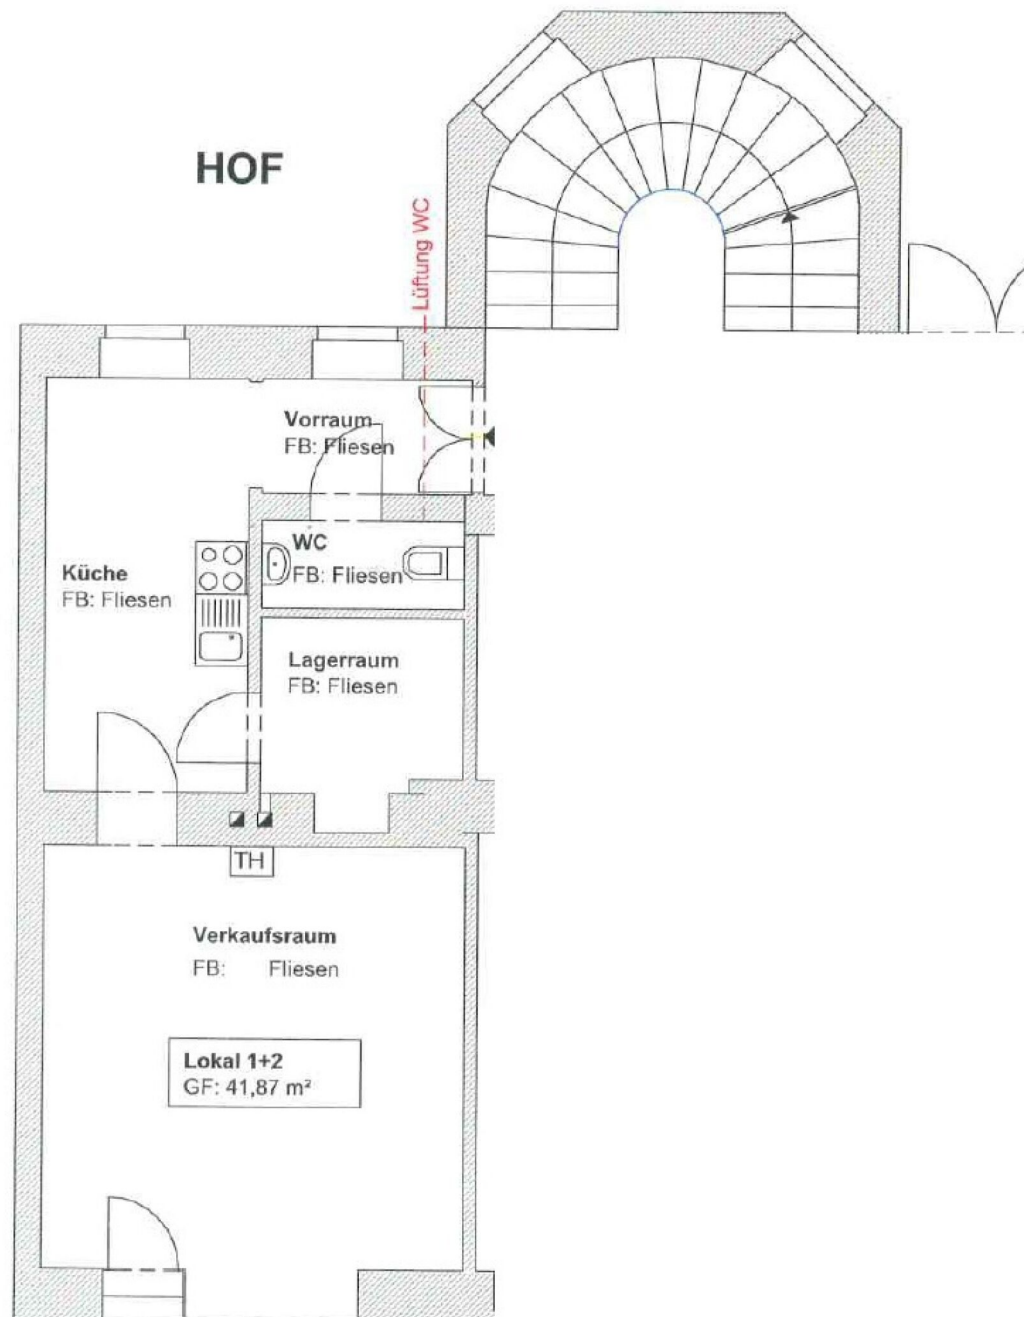 HOF
Lüftung WC
Vorraum
FB: Fliesen
WC
FB: Fliesen
Küche
FB: Fliesen
Lagerraum
FB: Fliesen
TH
Verkaufsraum
FB: Fliesen
Lokal 1+2
GF: 41,87 m²